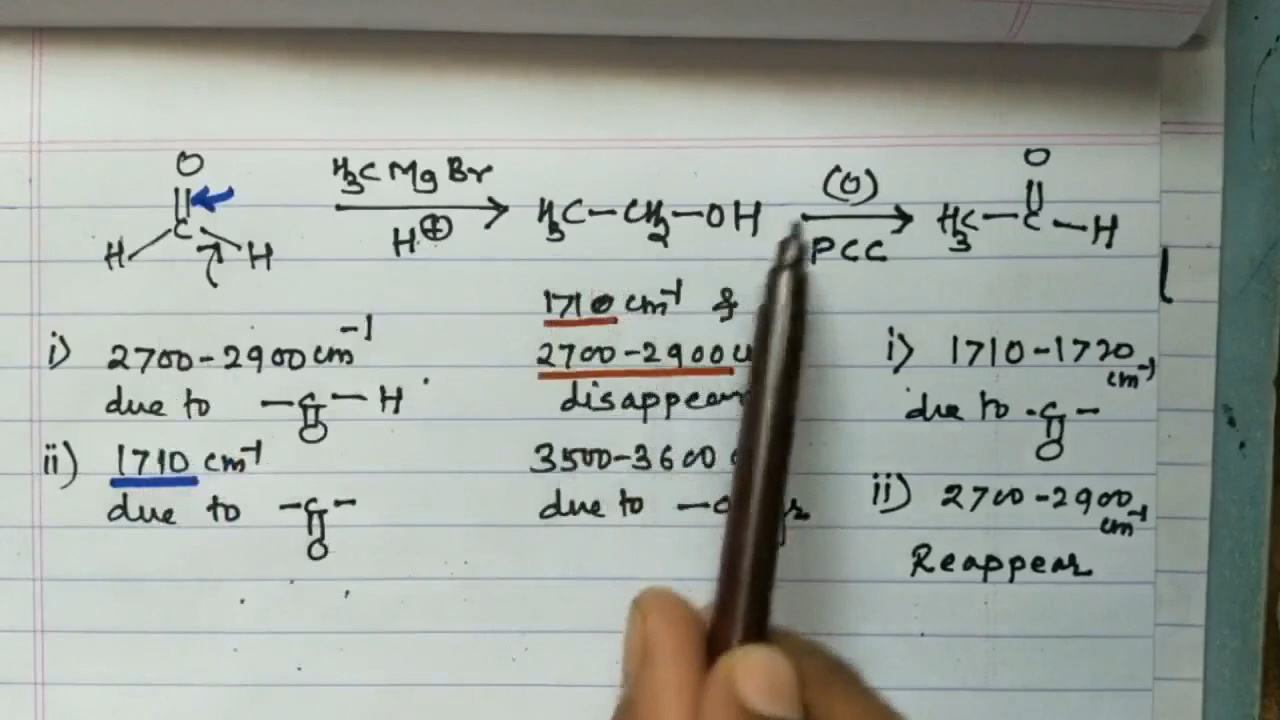 O O
H₃C Mg Br (O)
H C H H⊕ H₃C-CH₂-OH PCC H₃C-C-H
1710 cm⁻¹ &
i) 2700-2900 cm⁻¹ 2700-2900 i) 1710-1720 cm⁻¹
due to -C-H disappear due to -C-
O O
ii) 1710 cm⁻¹ 3500-3600 ii) 2700-2900 cm⁻¹
due to -C- due to
O Reappear